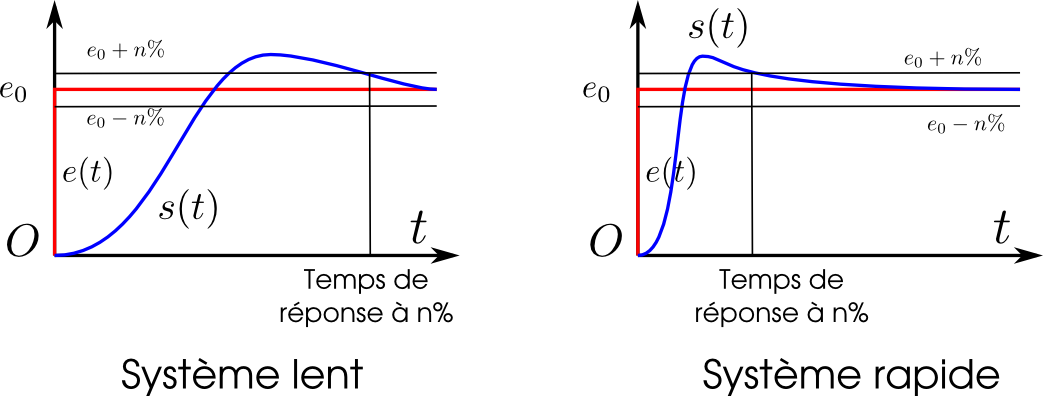 e₀ + n%
e₀
e₀ − n%
e(t)
s(t)
O
t
Temps de
réponse à n%
Système lent
s(t)
e₀ + n%
e₀
e₀ − n%
e(t)
O
t
Temps de
réponse à n%
Système rapide